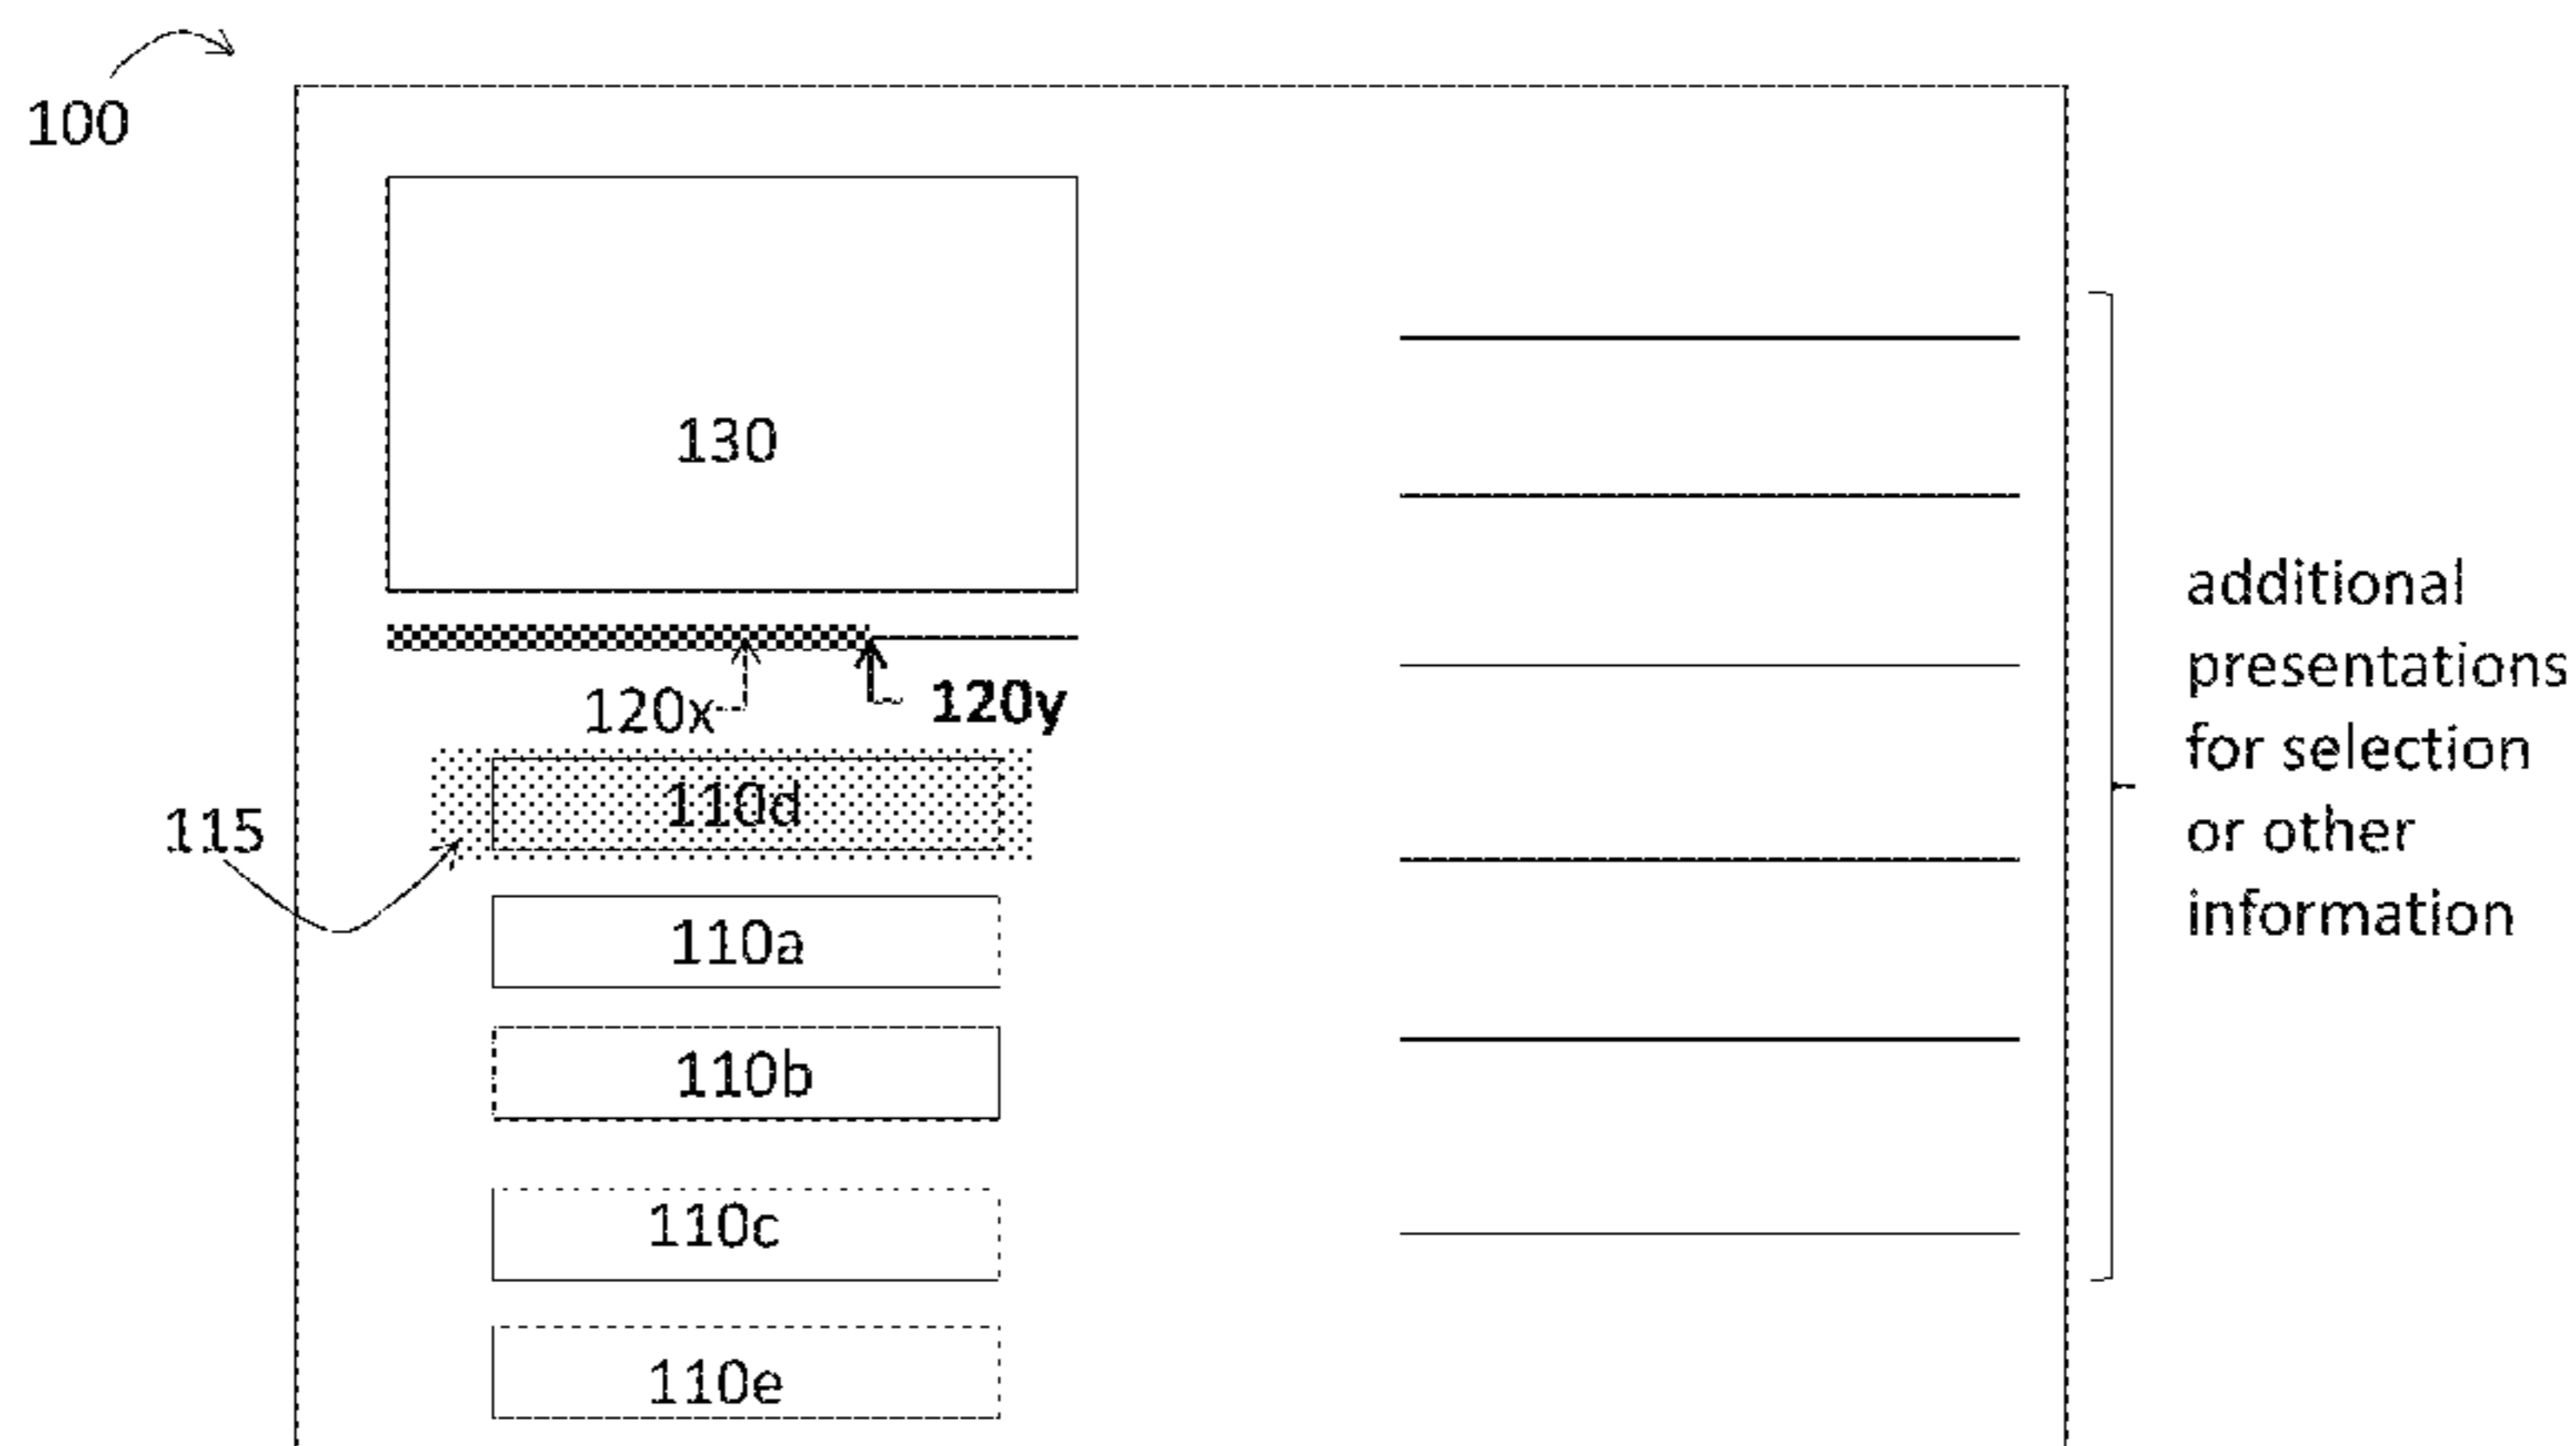 100
130
120x
120y
110d
115
110a
110b
110c
110e
additional
presentations
for selection
or other
information